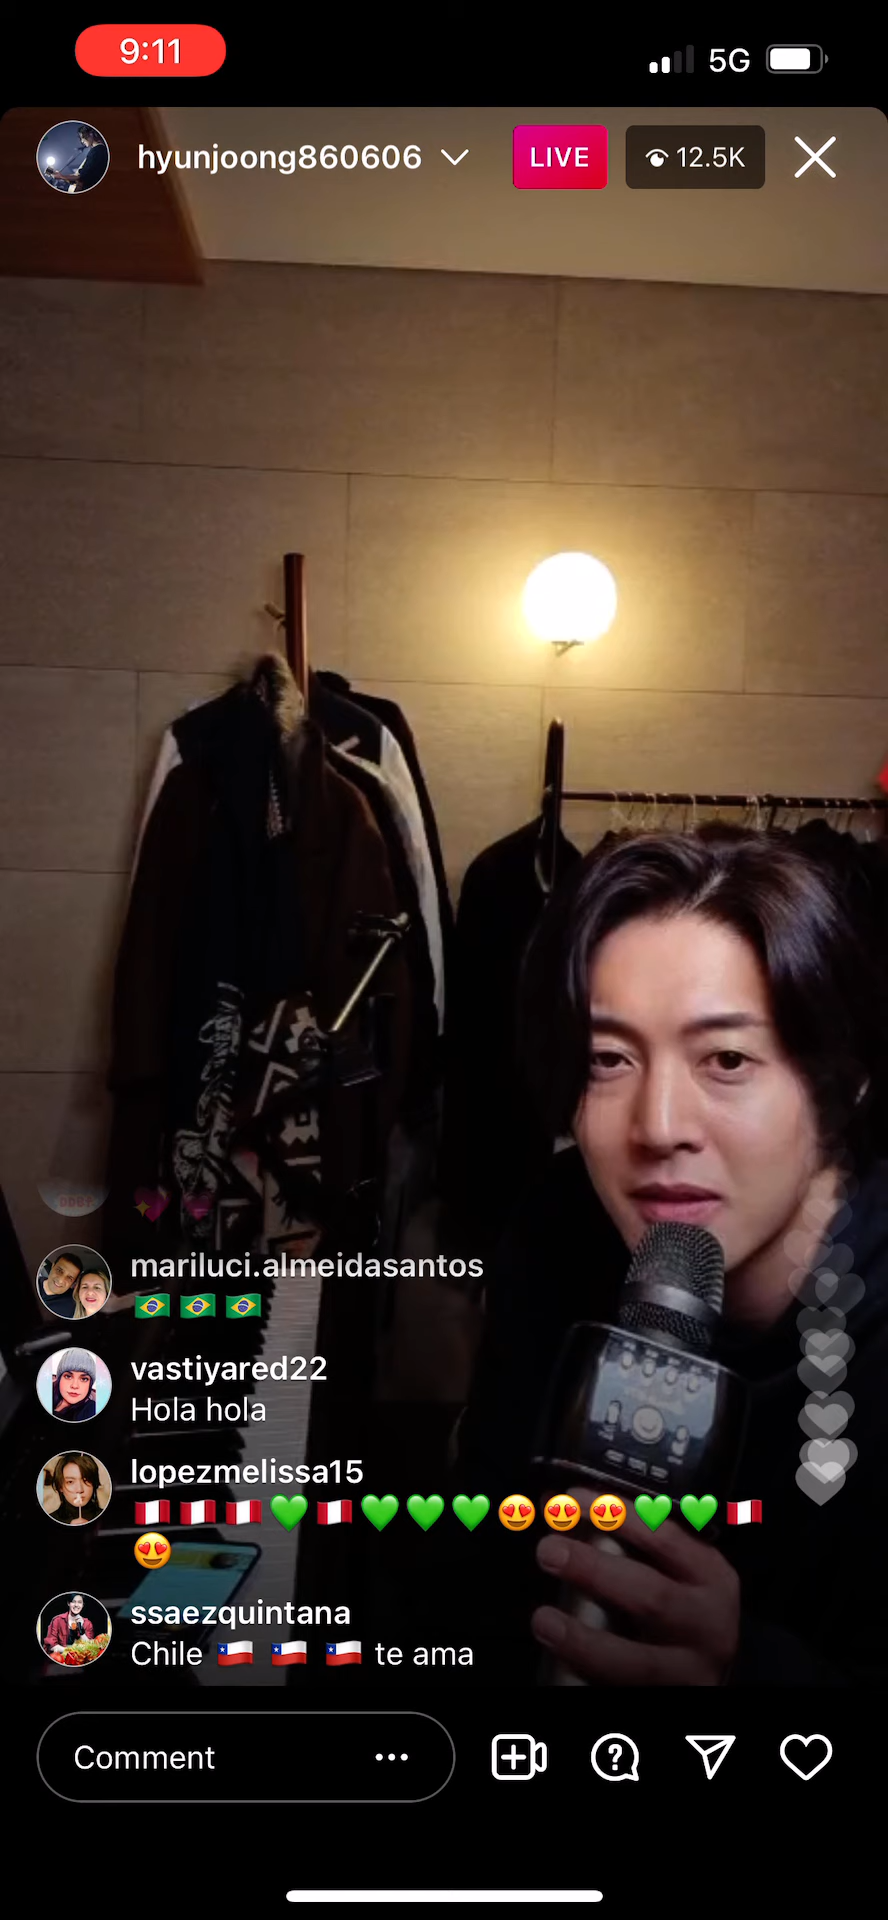 9:11
5G
hyunjoong860606
LIVE
12.5K
mariluci.almeidasantos
🇧🇷 🇧🇷 🇧🇷
vastiyared22
Hola hola
lopezmelissa15
🇵🇪 🇵🇪 🇵🇪 💚 🇵🇪 💚 💚 💚 😍 😍 😍 💚 💚 🇵🇪
😍
ssaezquintana
Chile 🇨🇱 🇨🇱 🇨🇱 te ama
Comment